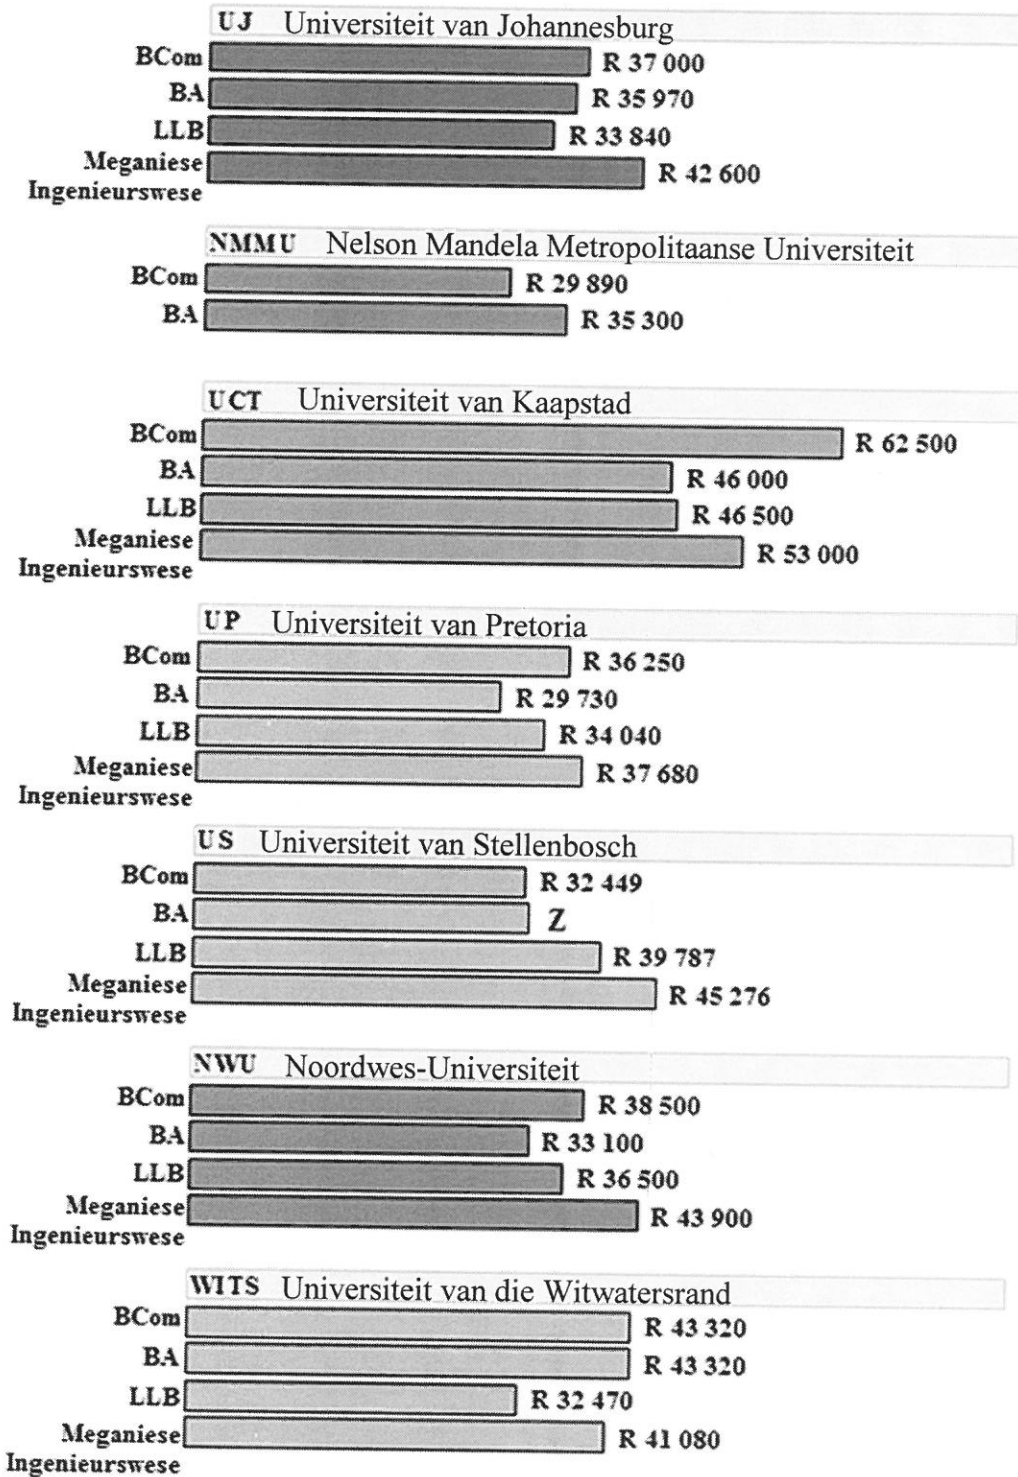 UJ Universiteit van Johannesburg
BCom R 37 000
BA R 35 970
LLB R 33 840
Meganiese
Ingenieurswese R 42 600
NMMU Nelson Mandela Metropolitaanse Universiteit
BCom R 29 890
BA R 35 300
UCT Universiteit van Kaapstad
BCom R 62 500
BA R 46 000
LLB R 46 500
Meganiese
Ingenieurswese R 53 000
UP Universiteit van Pretoria
BCom R 36 250
BA R 29 730
LLB R 34 040
Meganiese
Ingenieurswese R 37 680
US Universiteit van Stellenbosch
BCom R 32 449
BA Z
LLB R 39 787
Meganiese
Ingenieurswese R 45 276
NWU Noordwes-Universiteit
BCom R 38 500
BA R 33 100
LLB R 36 500
Meganiese
Ingenieurswese R 43 900
WITS Universiteit van die Witwatersrand
BCom R 43 320
BA R 43 320
LLB R 32 470
Meganiese
Ingenieurswese R 41 080